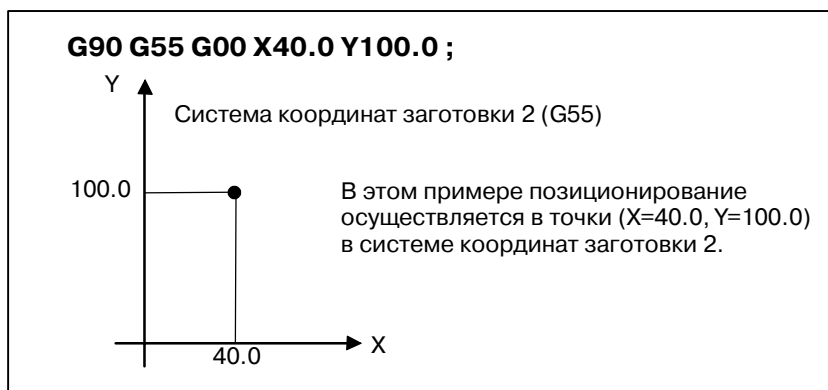 G90 G55 G00 X40.0 Y100.0 ;
Y
Система координат заготовки 2 (G55)
100.0
В этом примере позиционирование
осуществляется в точки (X=40.0, Y=100.0)
в системе координат заготовки 2.
X
40.0